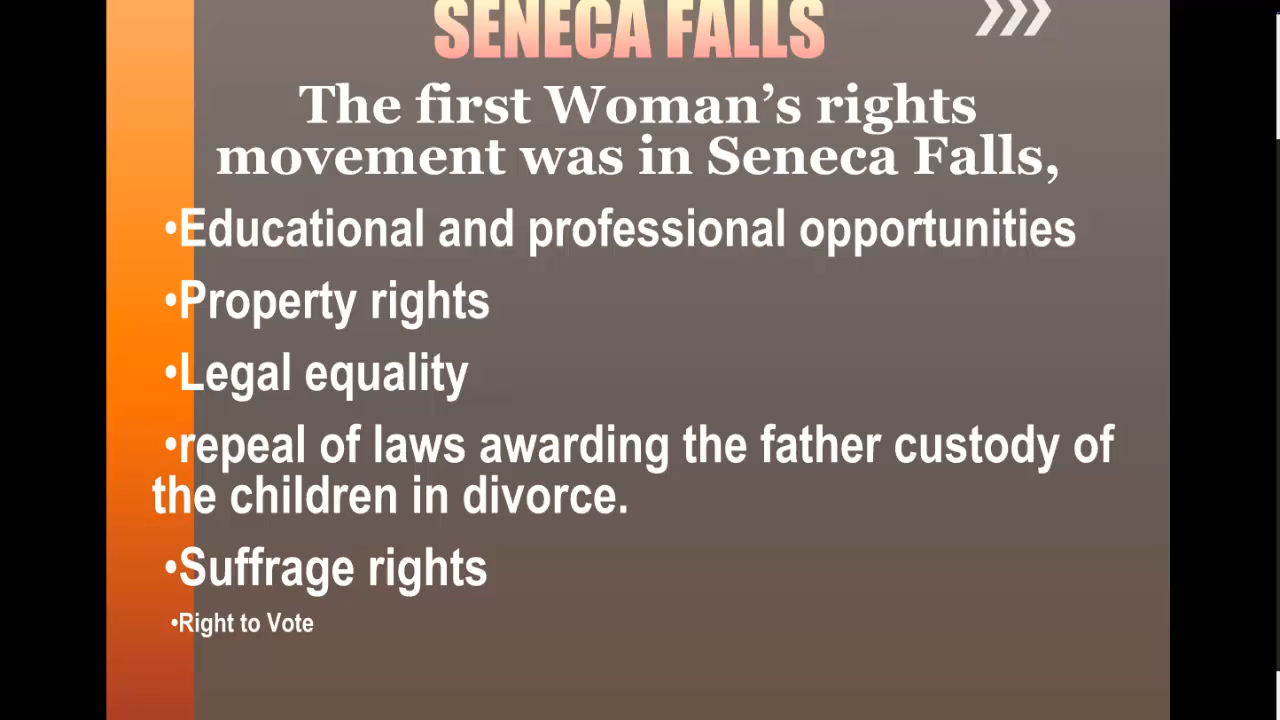 SENECA FALLS
The first Woman’s rights
movement was in Seneca Falls,
•Educational and professional opportunities
•Property rights
•Legal equality
•repeal of laws awarding the father custody of
the children in divorce.
•Suffrage rights
•Right to Vote